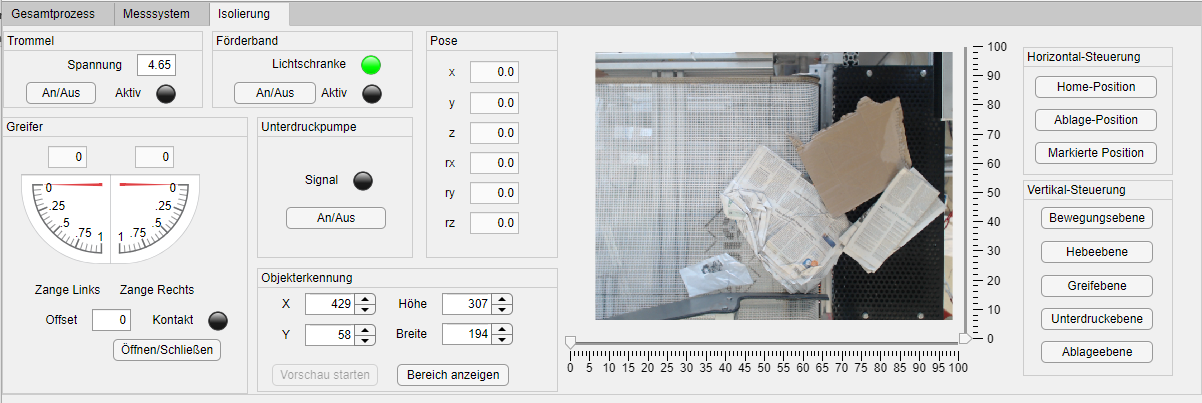 Gesamtprozess Messsystem Isolierung
Trommel
Spannung 4.65
An/Aus Aktiv
Förderband
Lichtschranke
An/Aus Aktiv
Pose
x 0.0
y 0.0
z 0.0
rx 0.0
ry 0.0
rz 0.0
Greifer
0 0
0 0
.25 .25
.5 .5
.75 1 1 .75
Zange Links Zange Rechts
Offset 0 Kontakt
Öffnen/Schließen
Unterdruckpumpe
Signal
An/Aus
Objekterkennung
X 429 Höhe 307
Y 58 Breite 194
Vorschau starten Bereich anzeigen
100
90
80
70
60
50
40
30
20
10
0
0 5 10 15 20 25 30 35 40 45 50 55 60 65 70 75 80 85 90 95 100
Horizontal-Steuerung
Home-Position
Ablage-Position
Markierte Position
Vertikal-Steuerung
Bewegungsebene
Hebeebene
Greifebene
Unterdruckebene
Ablageebene